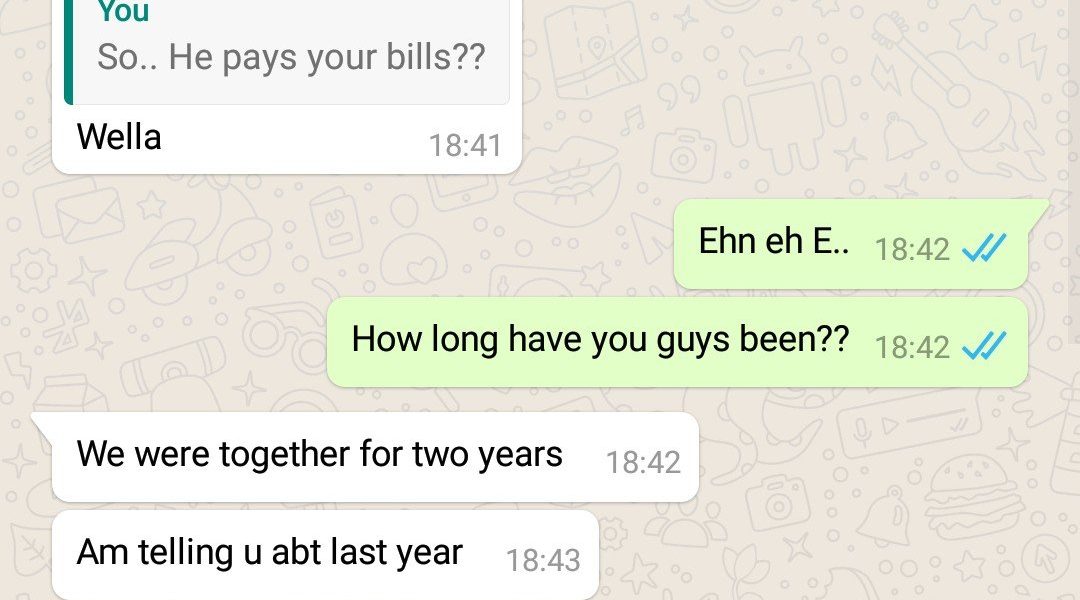 You
So.. He pays your bills??
Wella 18:41
Ehn eh E.. 18:42
How long have you guys been?? 18:42
We were together for two years 18:42
Am telling u abt last year 18:43